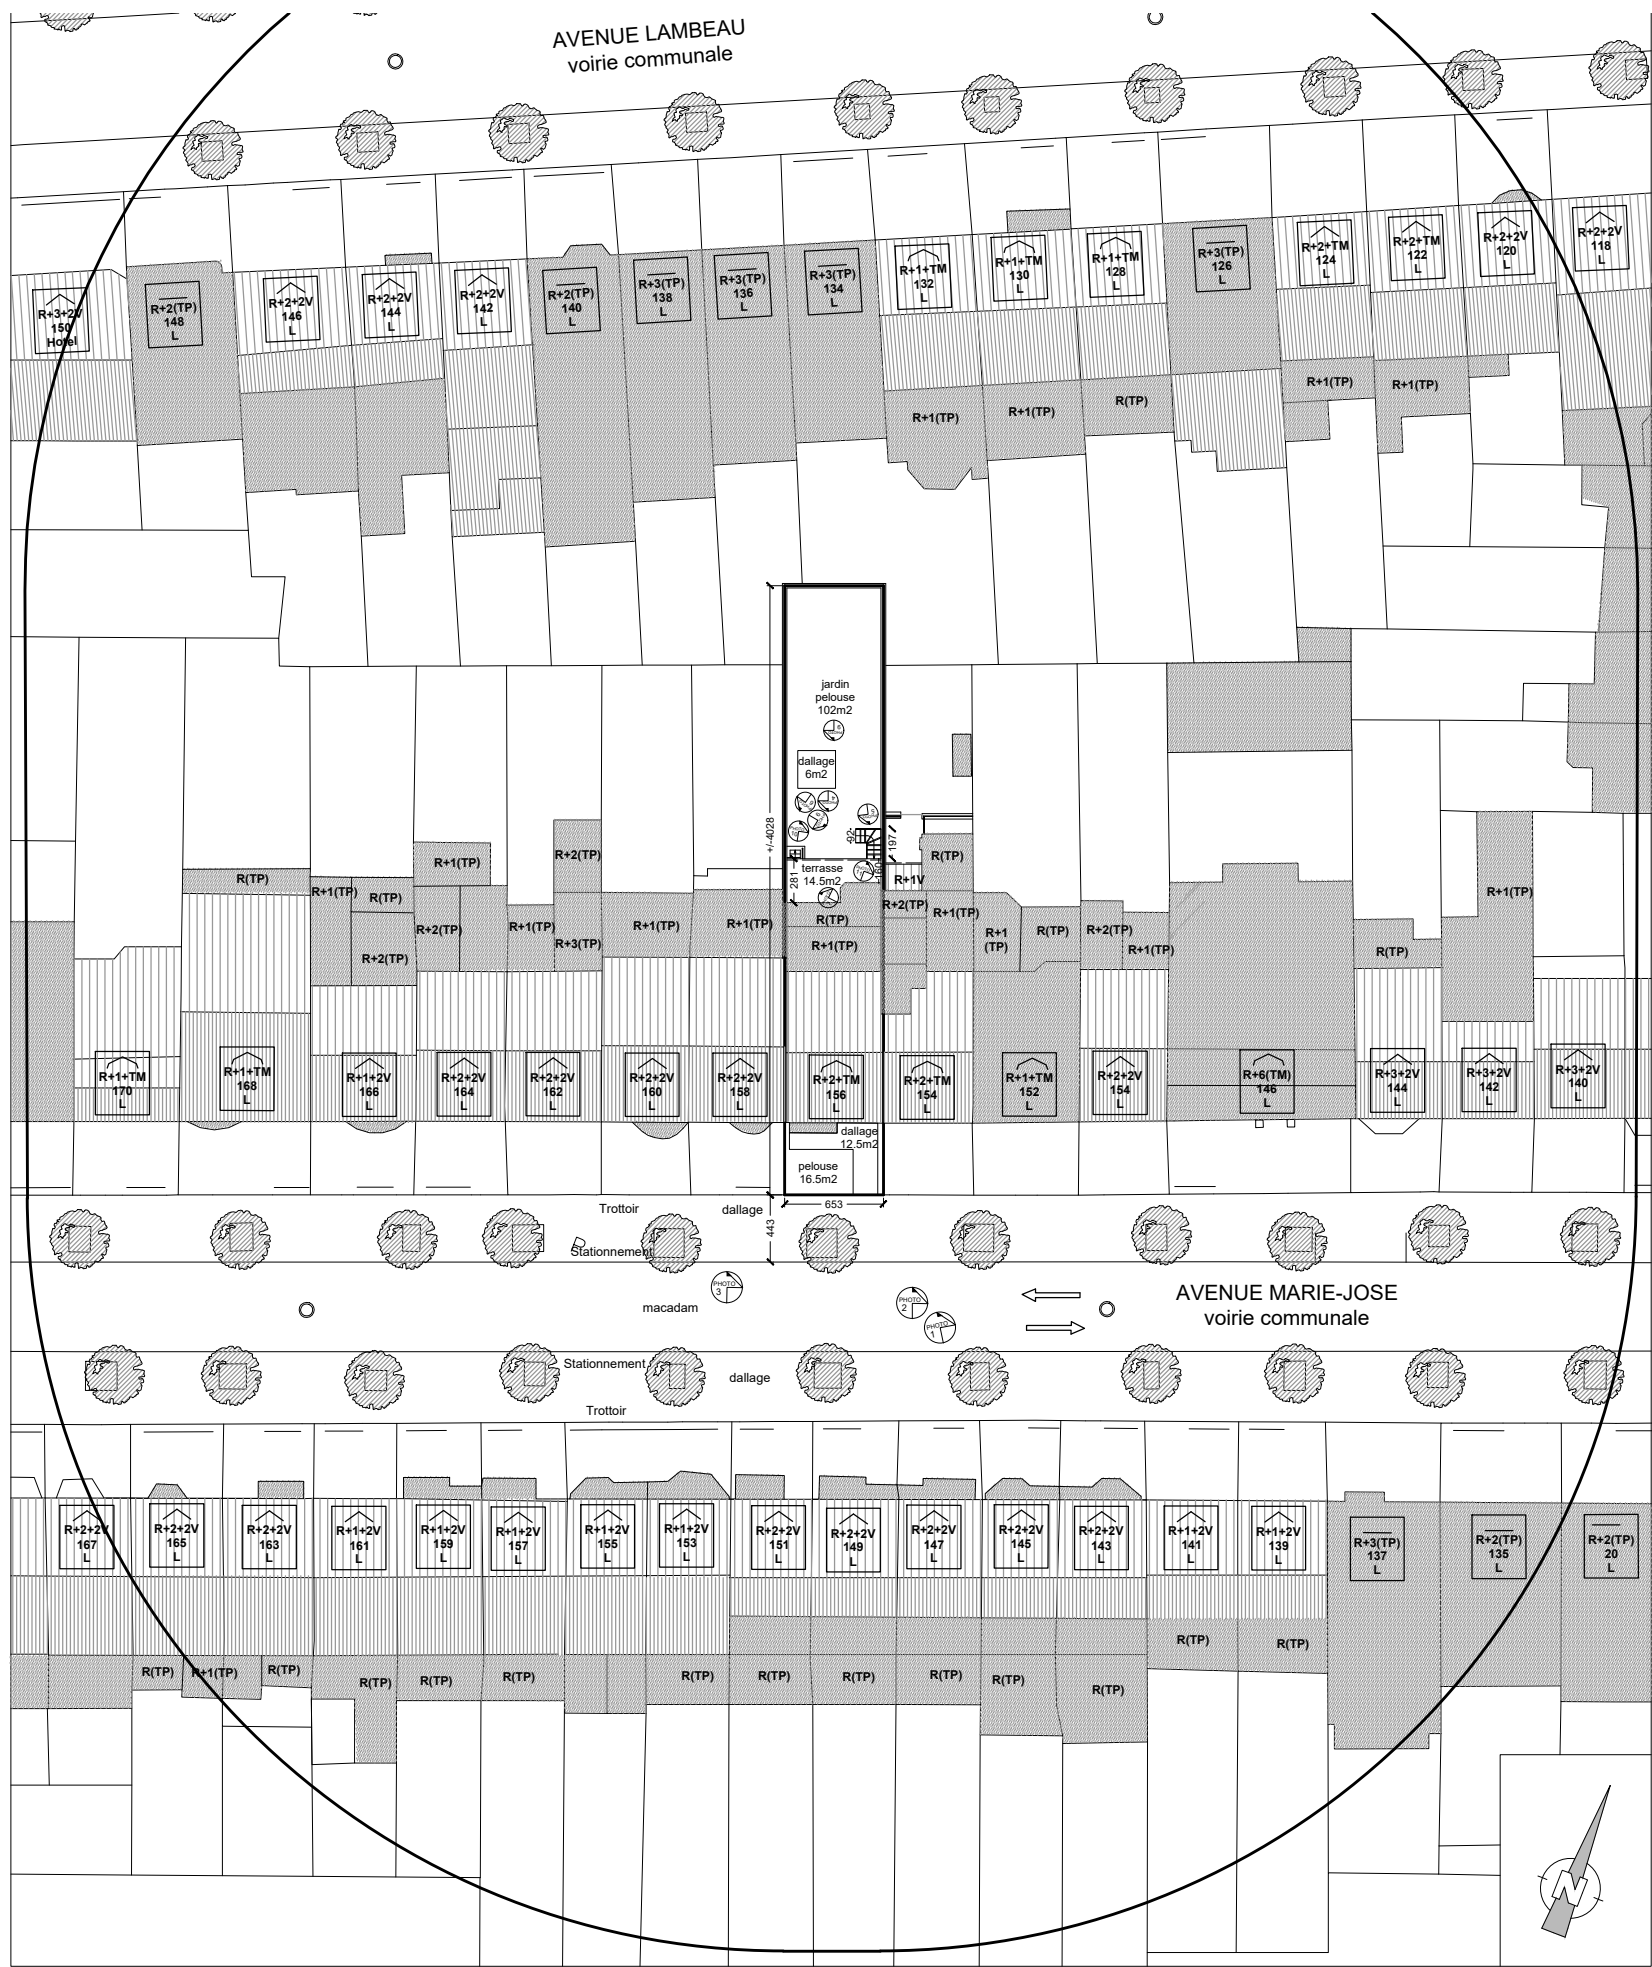 AVENUE LAMBEAU
voirie communale
R+3+2V
150
Hotel
R+2(TP)
148
L
R+2+2V
146
L
R+2+2V
144
L
R+2+2V
142
L
R+2(TP)
140
L
R+3(TP)
138
L
R+3(TP)
136
L
R+3(TP)
134
L
R+1+TM
132
L
R+1+TM
130
L
R+1+TM
128
L
R+3(TP)
126
L
R+2+TM
124
L
R+2+TM
122
L
R+2+2V
120
L
R+2+2V
118
L
R+1(TP)
R+1(TP)
R(TP)
R+1(TP)
R+1(TP)
jardin
pelouse
102m2
dallage
6m2
+/-4028
92
197
281
160
terrasse
14.5m2
R(TP)
R+1(TP)
R(TP)
R+1(TP)
R+2(TP)
R+2(TP)
R+2(TP)
R+1(TP)
R+3(TP)
R+1(TP)
R+1(TP)
R(TP)
R+1(TP)
R+1V
R(TP)
R+2(TP)
R+1(TP)
R+1
(TP)
R(TP)
R+2(TP)
R+1(TP)
R(TP)
R+1(TP)
R+1+TM
170
L
R+1+TM
168
L
R+1+2V
166
L
R+2+2V
164
L
R+2+2V
162
L
R+2+2V
160
L
R+2+2V
158
L
R+2+TM
156
L
R+2+TM
154
L
R+1+TM
152
L
R+2+2V
154
L
R+6(TM)
146
L
R+3+2V
144
L
R+3+2V
142
L
R+3+2V
140
L
dallage
12.5m2
pelouse
16.5m2
653
443
Trottoir
dallage
Stationnement
PHOTO
3
PHOTO
2
PHOTO
1
macadam
AVENUE MARIE-JOSE
voirie communale
Stationnement
dallage
Trottoir
R+2+2V
167
L
R+2+2V
165
L
R+2+2V
163
L
R+1+2V
161
L
R+1+2V
159
L
R+1+2V
157
L
R+1+2V
155
L
R+1+2V
153
L
R+2+2V
151
L
R+2+2V
149
L
R+2+2V
147
L
R+2+2V
145
L
R+2+2V
143
L
R+1+2V
141
L
R+1+2V
139
L
R+3(TP)
137
L
R+2(TP)
135
L
R+2(TP)
20
L
R(TP)
R+1(TP)
R(TP)
R(TP)
R(TP)
R(TP)
R(TP)
R(TP)
R(TP)
R(TP)
R(TP)
R(TP)
R(TP)
R(TP)
N